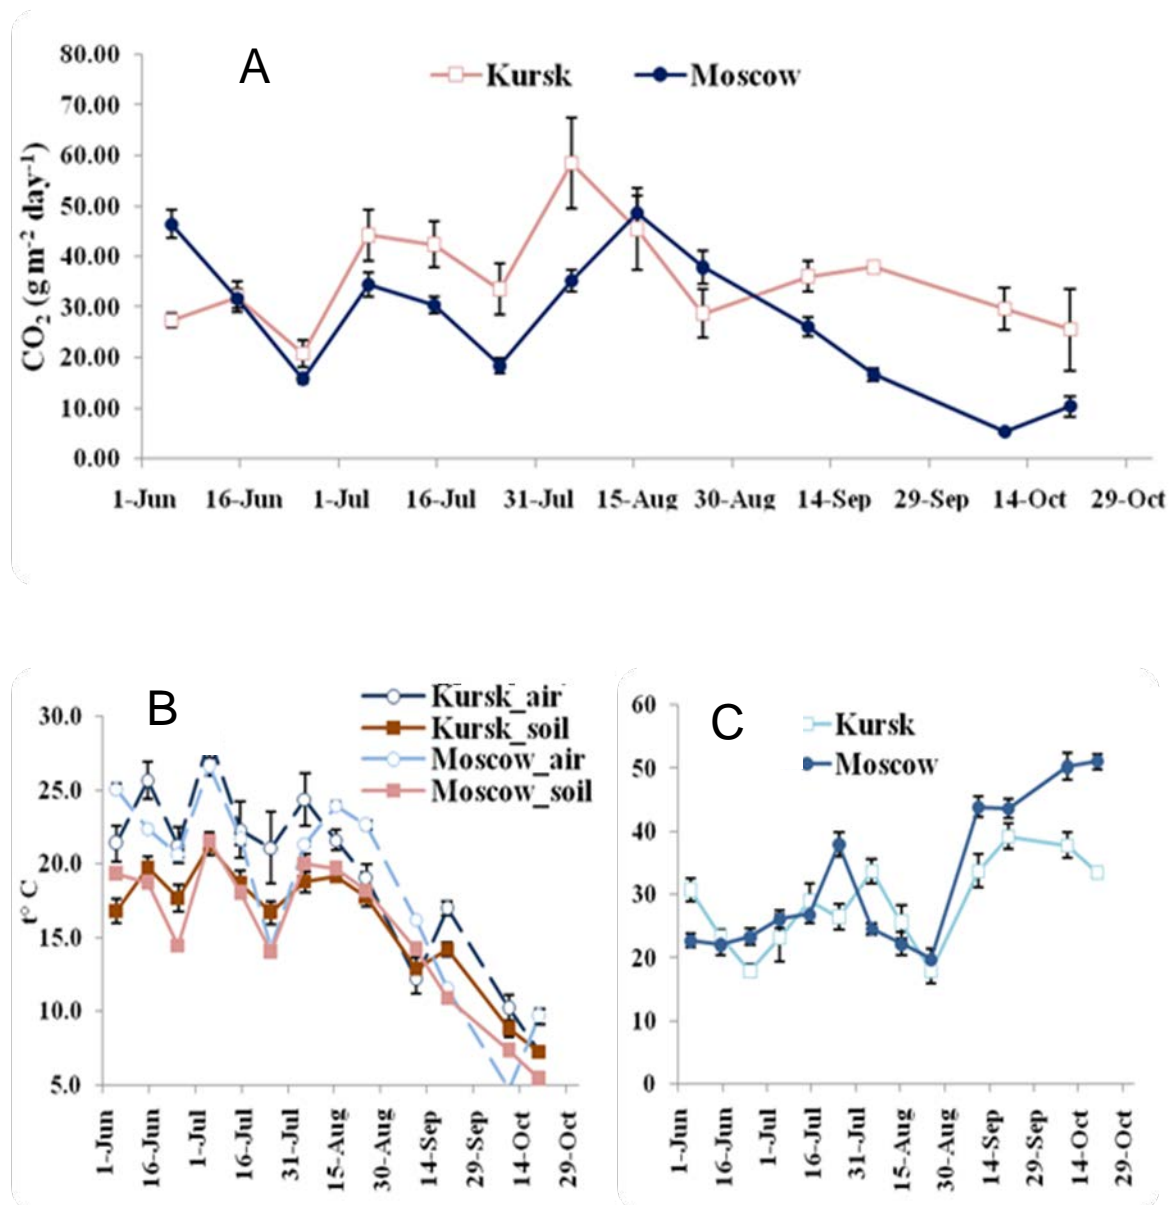 A
Kursk
Moscow
CO₂ (g m⁻² day⁻¹)
80.00
70.00
60.00
50.00
40.00
30.00
20.00
10.00
0.00
1-Jun 16-Jun 1-Jul 16-Jul 31-Jul 15-Aug 30-Aug 14-Sep 29-Sep 14-Oct 29-Oct
B
Kursk_air
Kursk_soil
Moscow_air
Moscow_soil
t° C
30.0
25.0
20.0
15.0
10.0
5.0
1-Jun 16-Jun 1-Jul 16-Jul 31-Jul 15-Aug 30-Aug 14-Sep 29-Sep 14-Oct 29-Oct
C
Kursk
Moscow
60
50
40
30
20
10
0
1-Jun 16-Jun 1-Jul 16-Jul 31-Jul 15-Aug 30-Aug 14-Sep 29-Sep 14-Oct 29-Oct